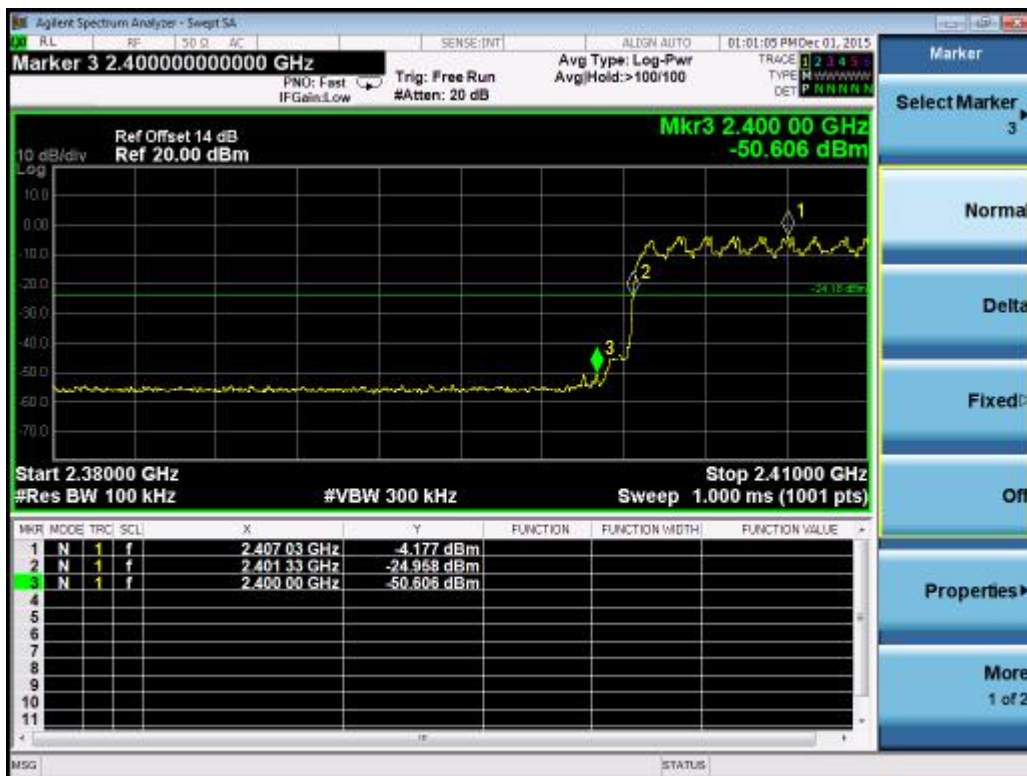 Agilent Spectrum Analyzer - Swept SA
RL RF 50 Ω AC SENSE:INT ALIGN AUTO 01:01:05 PM Dec 01, 2015
Marker
Marker 3 2.400000000000 GHz
PNO: Fast
IFGain:Low
Trig: Free Run
#Atten: 20 dB
Avg Type: Log-Pwr
Avg|Hold:>100/100
TRACE 1 2 3 4 5 6
TYPE M W W W W W
DET P N N N N N
Select Marker
3
Ref Offset 14 dB
10 dB/div Ref 20.00 dBm
Log
Mkr3 2.400 00 GHz
-50.606 dBm
10.0
0.00
-10.0
-20.0
-30.0
-40.0
-50.0
-60.0
-70.0
1
2
3
-24.18 dBm
Normal
Delta
Fixed
Off
Start 2.38000 GHz Stop 2.41000 GHz
#Res BW 100 kHz #VBW 300 kHz Sweep 1.000 ms (1001 pts)
MKR MODE TRC SCL X Y FUNCTION FUNCTION WIDTH FUNCTION VALUE
1 N 1 f 2.407 03 GHz -4.177 dBm
2 N 1 f 2.401 33 GHz -24.958 dBm
3 N 1 f 2.400 00 GHz -50.606 dBm
4
5
6
7
8
9
10
11
Properties
More
1 of 2
MSG STATUS